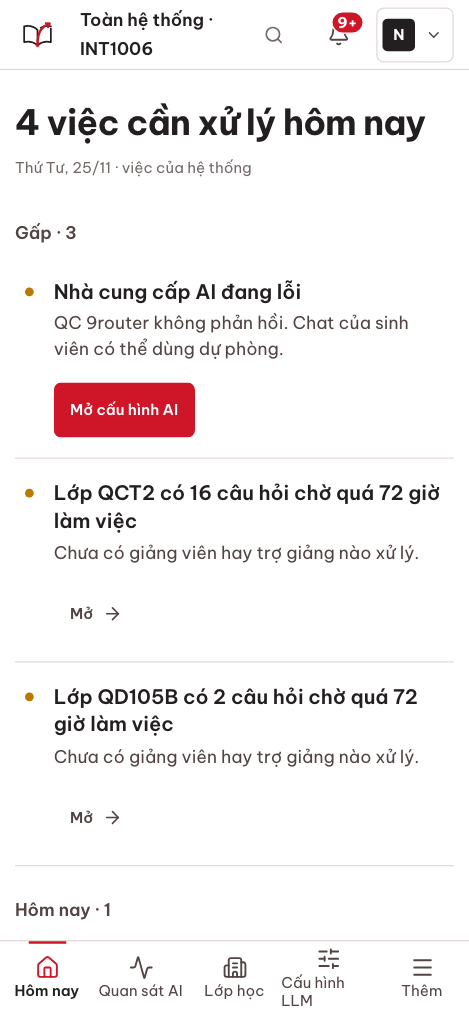 Toàn hệ thống ·
INT1006
9+
N
4 việc cần xử lý hôm nay
Thứ Tư, 25/11 · việc của hệ thống
Gấp · 3
Nhà cung cấp AI đang lỗi
QC 9router không phản hồi. Chat của sinh
viên có thể dùng dự phòng.
Mở cấu hình AI
Lớp QCT2 có 16 câu hỏi chờ quá 72 giờ
làm việc
Chưa có giảng viên hay trợ giảng nào xử lý.
Mở
Lớp QD105B có 2 câu hỏi chờ quá 72
giờ làm việc
Chưa có giảng viên hay trợ giảng nào xử lý.
Mở
Hôm nay · 1
Hôm nay
Quan sát AI
Lớp học
Cấu hình
LLM
Thêm